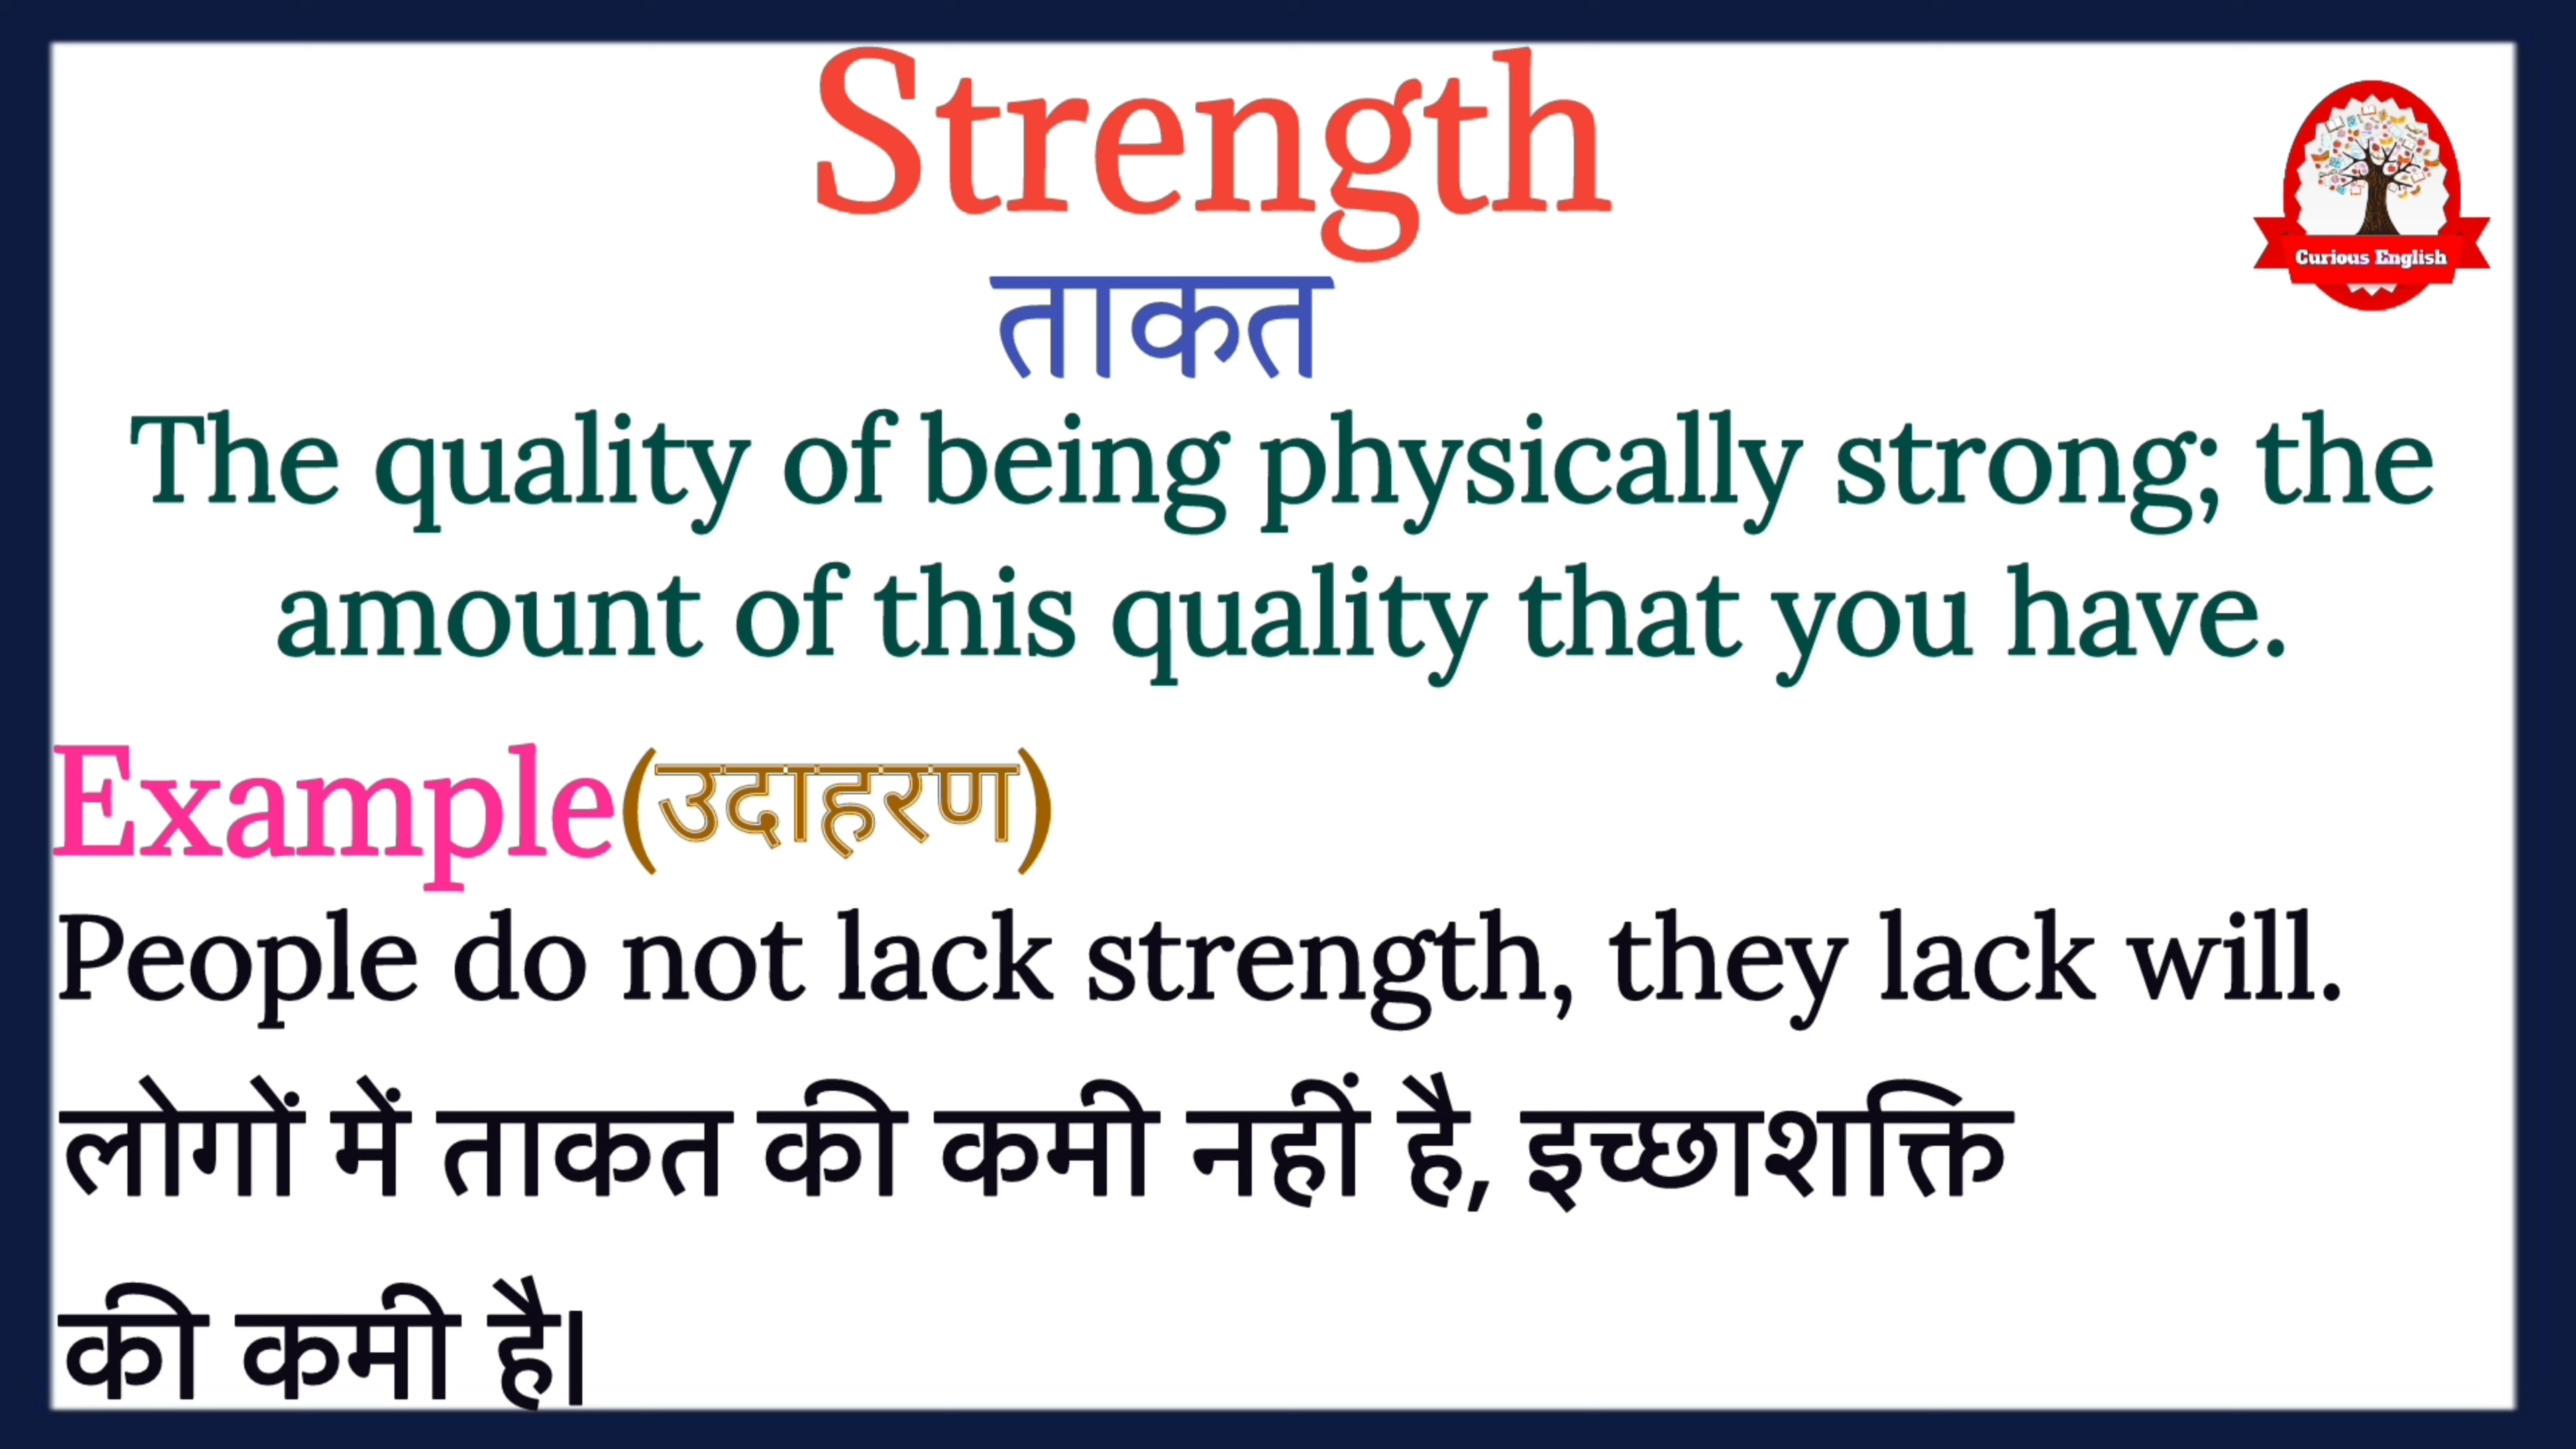 Strength
Curious English
ताकत
The quality of being physically strong; the
amount of this quality that you have.
Example(उदाहरण)
People do not lack strength, they lack will.
लोगों में ताकत की कमी नहीं है, इच्छाशक्ति
की कमी है।